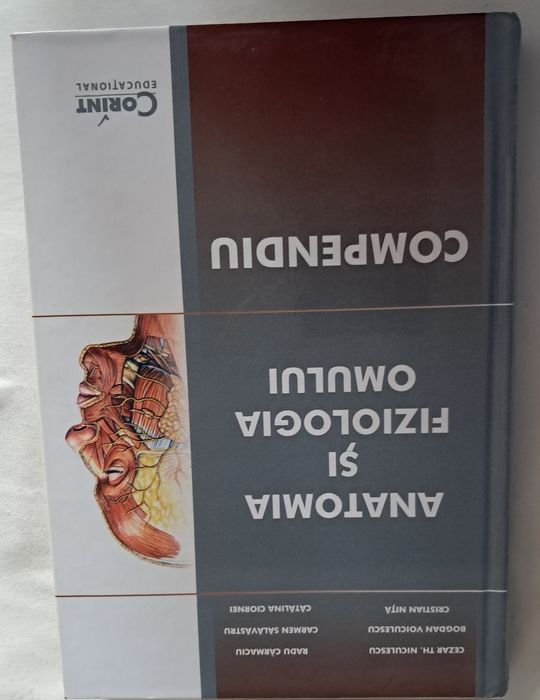 CEZAR TH. NICULESCU
BOGDAN VOICULESCU
CRISTIAN NIȚĂ
RADU CÂRMACIU
CARMEN SĂLĂVĂSTRU
CĂTĂLINA CIORNEI
ANATOMIA
ȘI
FIZIOLOGIA
OMULUI
COMPENDIU
CORINT
EDUCAȚIONAL